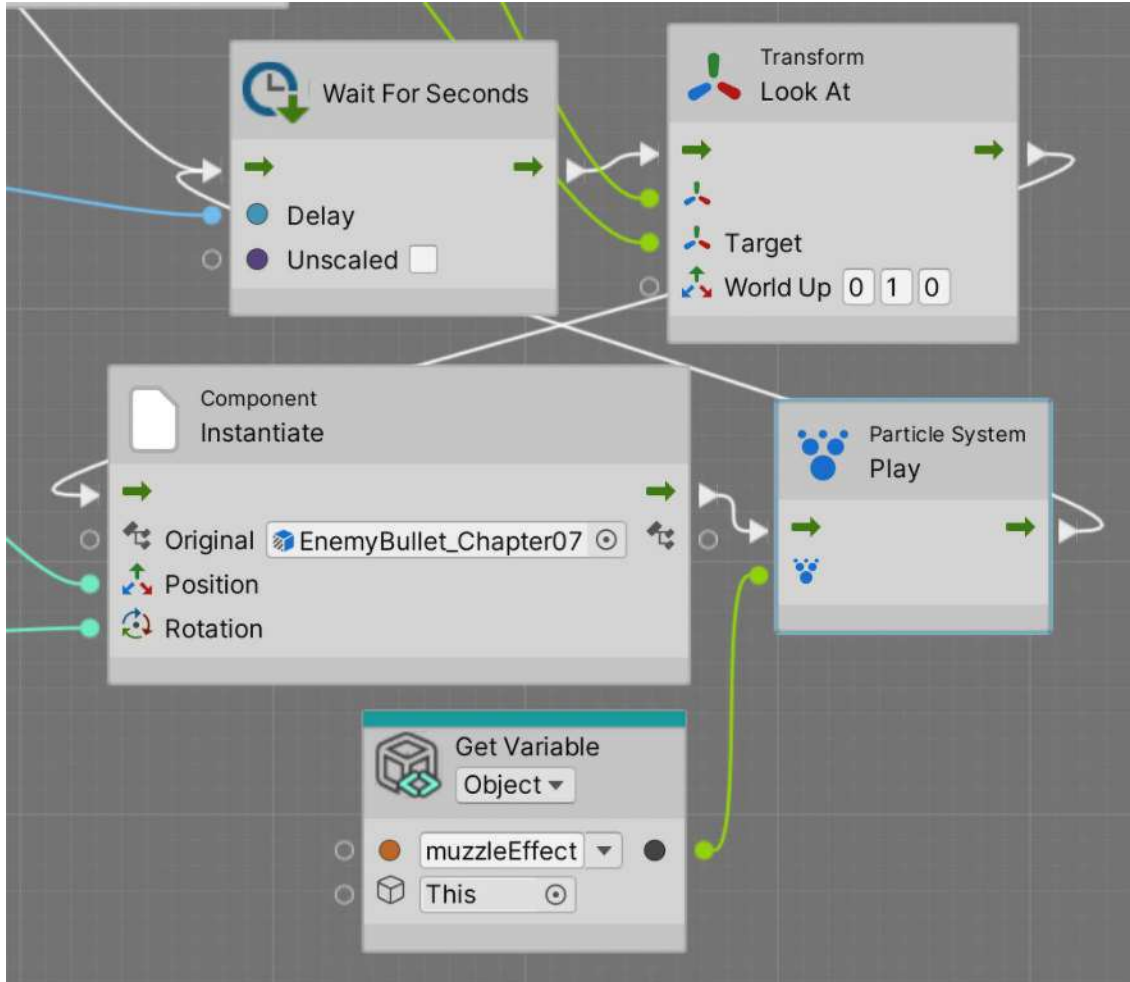 Wait For Seconds
Delay
Unscaled
Transform
Look At
Target
World Up 0 1 0
Component
Instantiate
Original EnemyBullet_Chapter07
Position
Rotation
Particle System
Play
Get Variable
Object
muzzleEffect
This